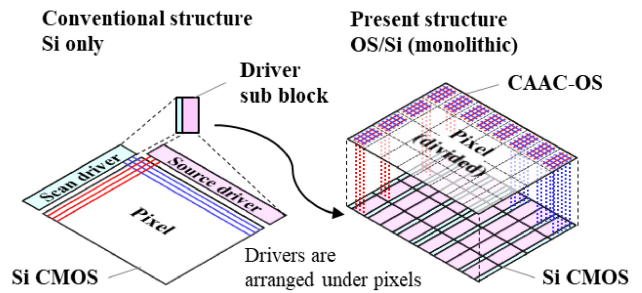 Conventional structure
Si only
Present structure
OS/Si (monolithic)
Driver
sub block
CAAC-OS
Scan driver
Source driver
Pixel
Pixel
(divided)
Si CMOS
Drivers are
arranged under pixels
Si CMOS